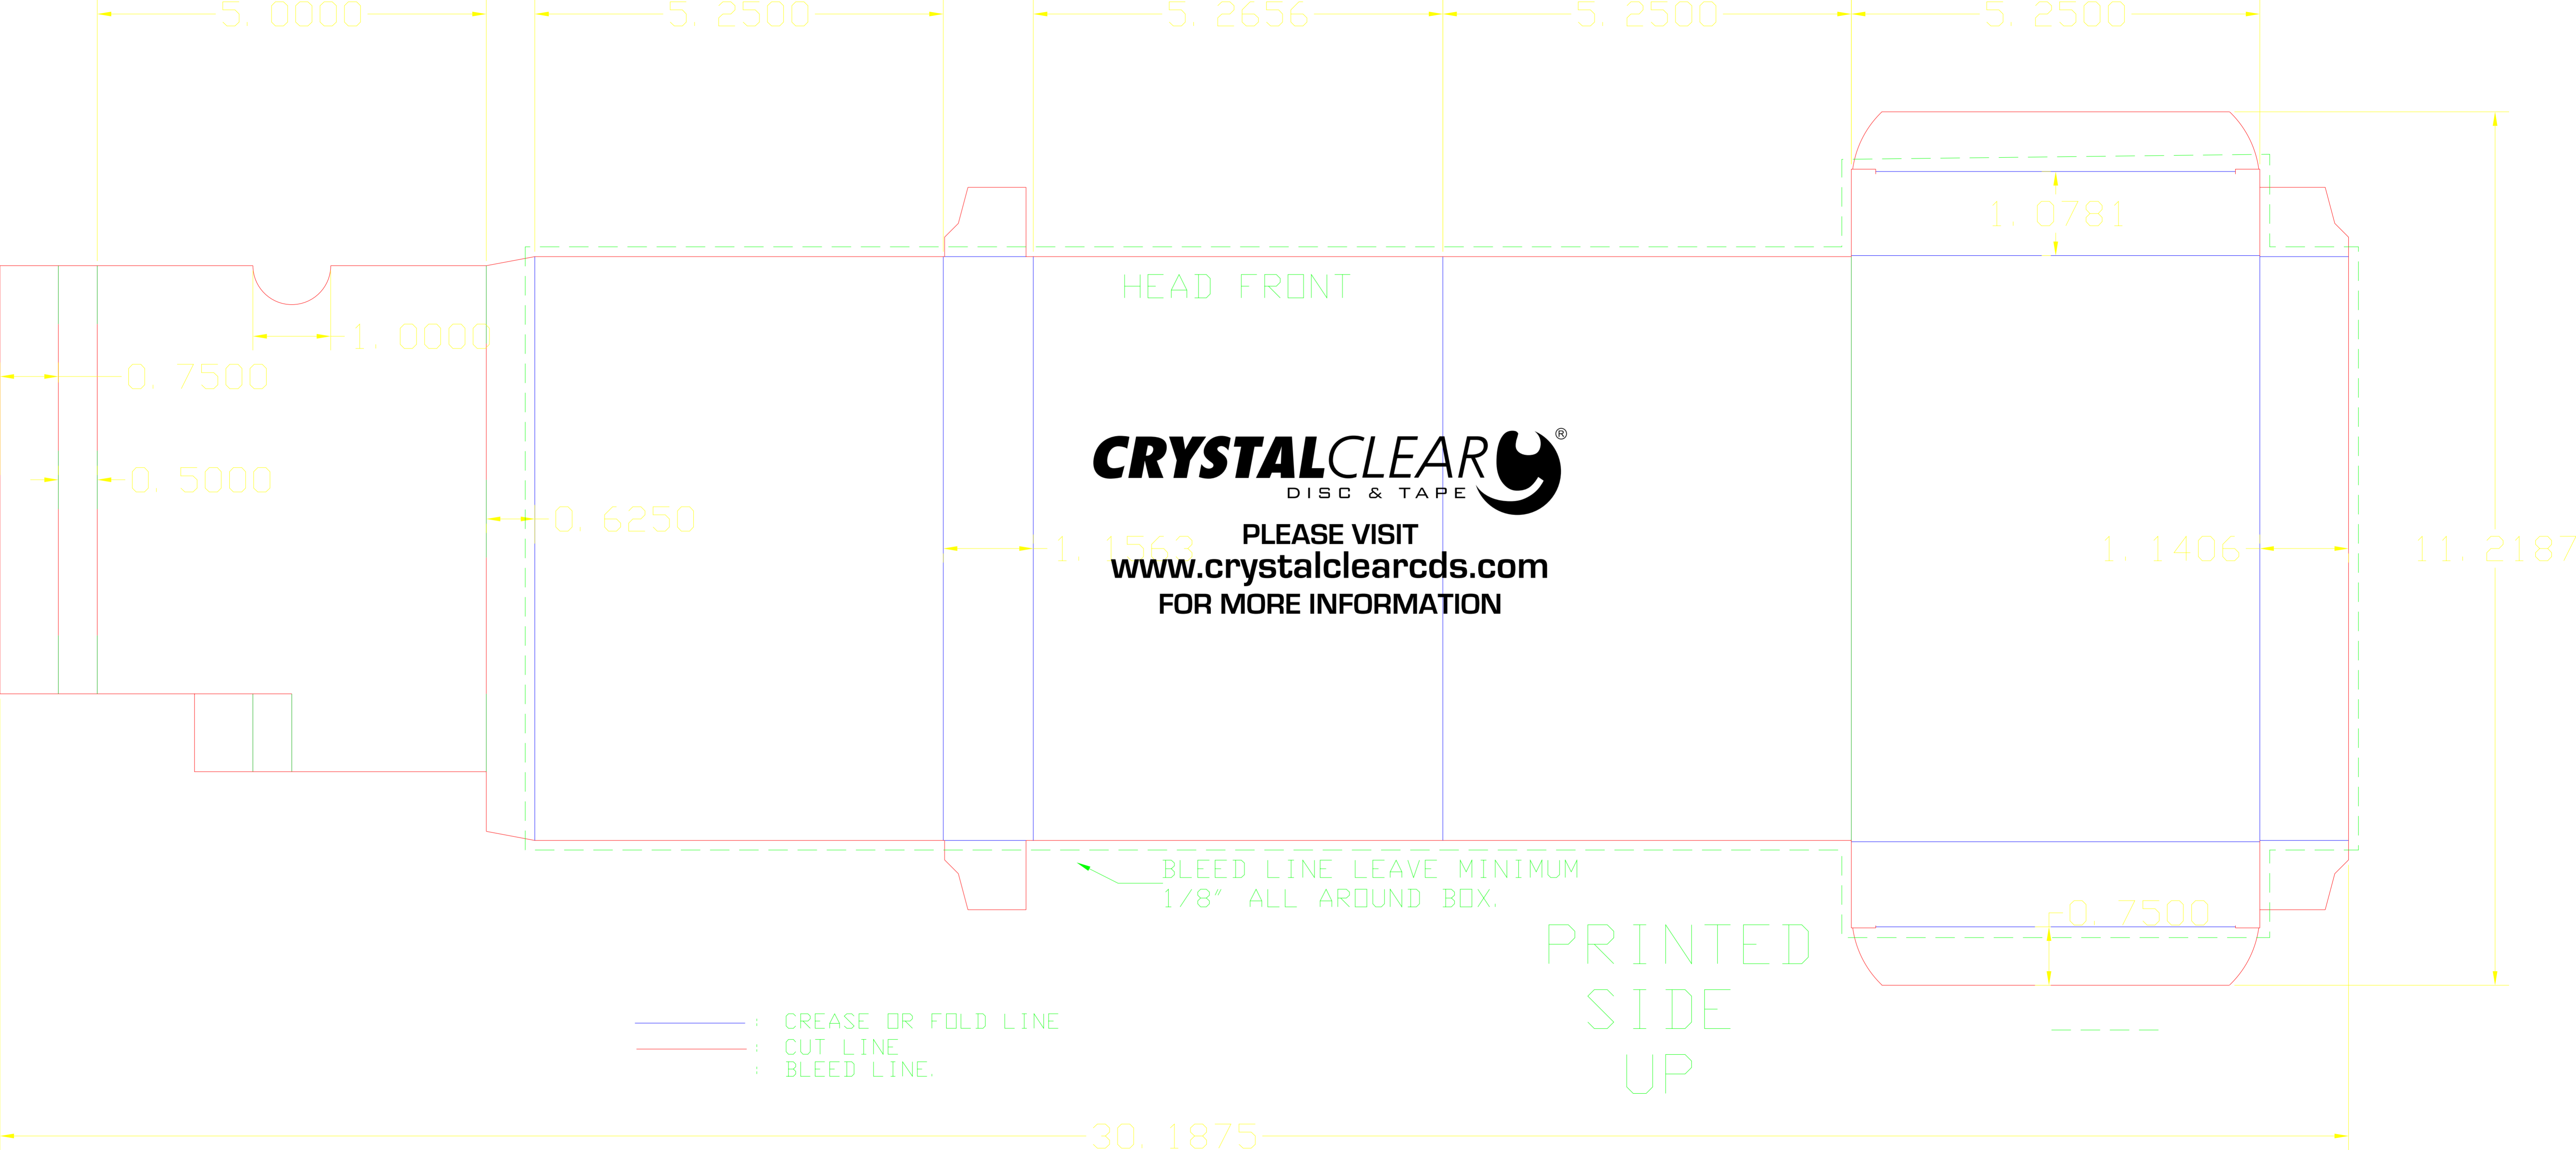 5. 0000
5. 2500
5. 2656
5. 2500
5. 2500
1. 0781
HEAD FRONT
1. 0000
0. 7500
0. 5000
0. 6250
CRYSTALCLEAR®
DISC & TAPE
PLEASE VISIT
1. 1563
www.crystalclearcds.com
FOR MORE INFORMATION
1. 1406
11. 2187
BLEED LINE LEAVE MINIMUM
1/8" ALL AROUND BOX.
0. 7500
PRINTED
SIDE
UP
: CREASE OR FOLD LINE
: CUT LINE
: BLEED LINE.
30. 1875